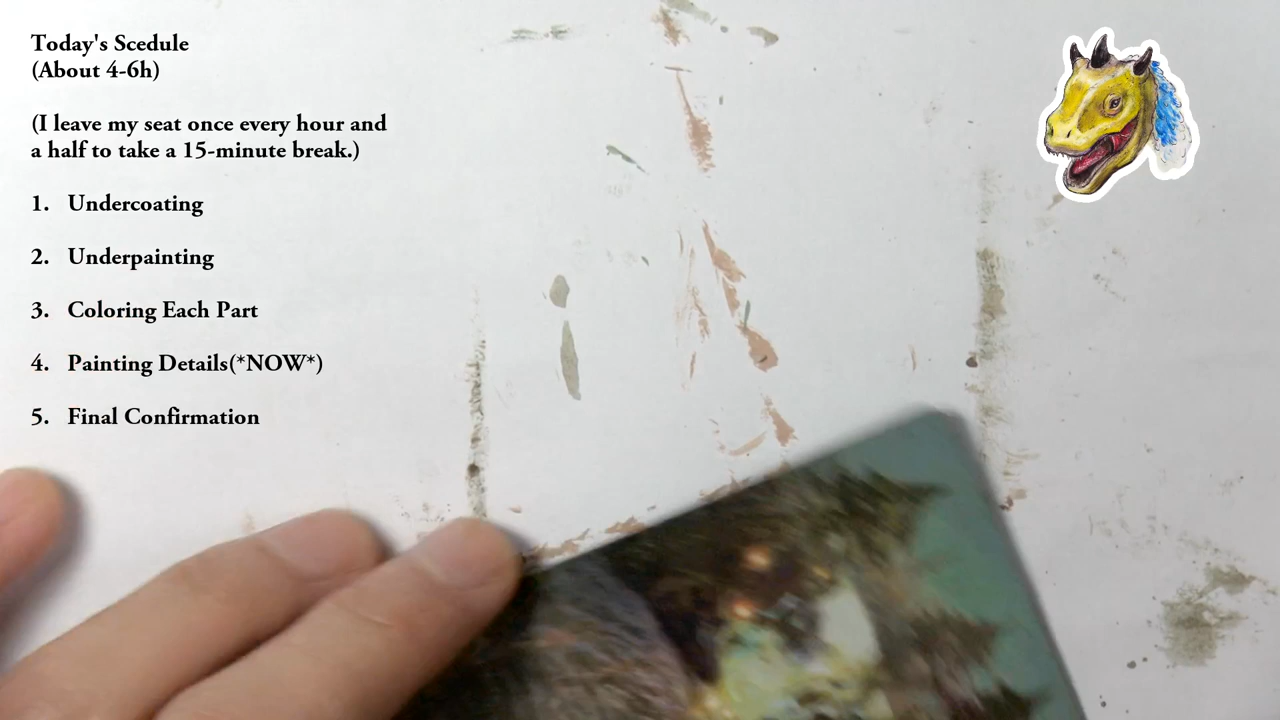 Today's Scedule
(About 4-6h)
(I leave my seat once every hour and
a half to take a 15-minute break.)
1. Undercoating
2. Underpainting
3. Coloring Each Part
4. Painting Details(*NOW*)
5. Final Confirmation